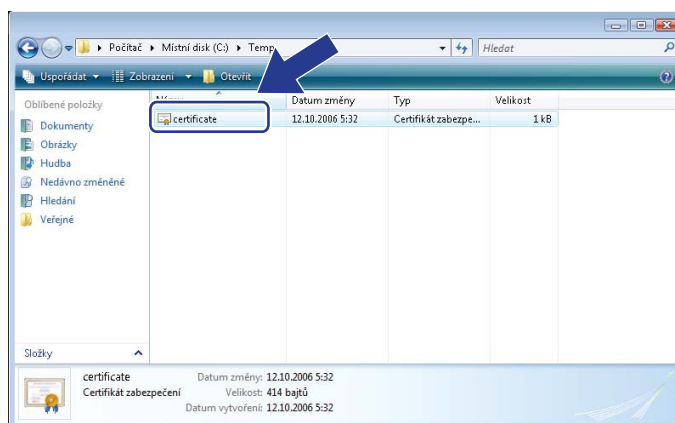 Počítač ▸ Místní disk (C:) ▸ Temp Hledat
Uspořádat Zobrazení Otevřít
Oblíbené položky
Datum změny Typ Velikost
certificate 12.10.2006 5:32 Certifikát zabezpe... 1 kB
Dokumenty
Obrázky
Hudba
Nedávno změněné
Hledání
Veřejné
Složky
certificate Datum změny: 12.10.2006 5:32
Certifikát zabezpečení Velikost: 414 bajtů
Datum vytvoření: 12.10.2006 5:32